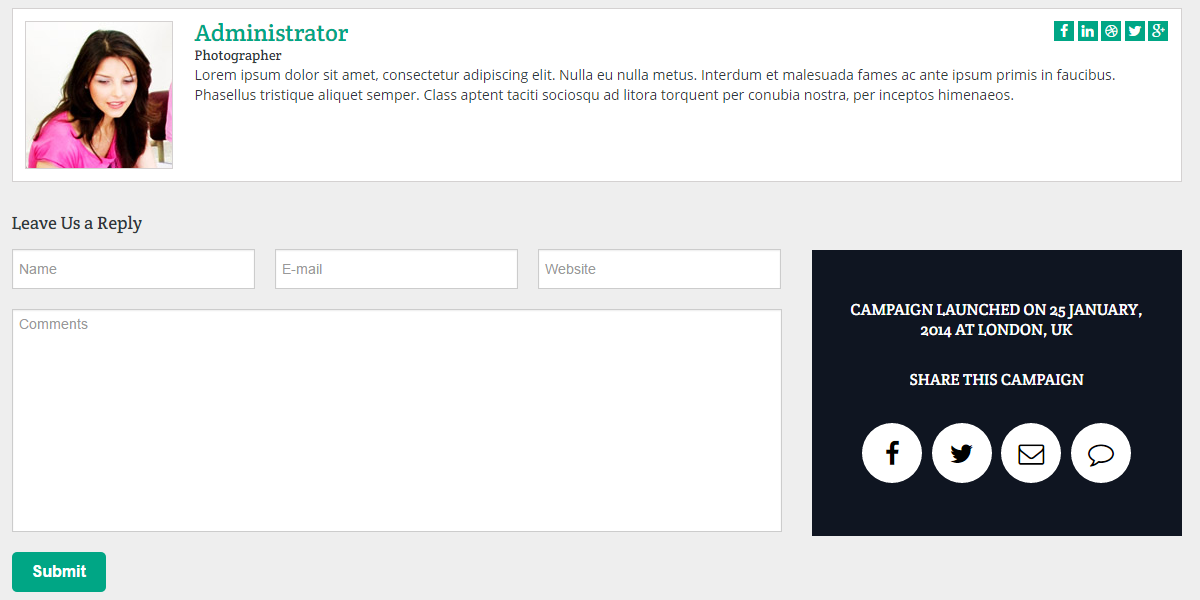 Administrator
Photographer
Lorem ipsum dolor sit amet, consectetur adipiscing elit. Nulla eu nulla metus. Interdum et malesuada fames ac ante ipsum primis in faucibus.
Phasellus tristique aliquet semper. Class aptent taciti sociosqu ad litora torquent per conubia nostra, per inceptos himenaeos.
Leave Us a Reply
Name
E-mail
Website
Comments
Submit
CAMPAIGN LAUNCHED ON 25 JANUARY,
2014 AT LONDON, UK
SHARE THIS CAMPAIGN